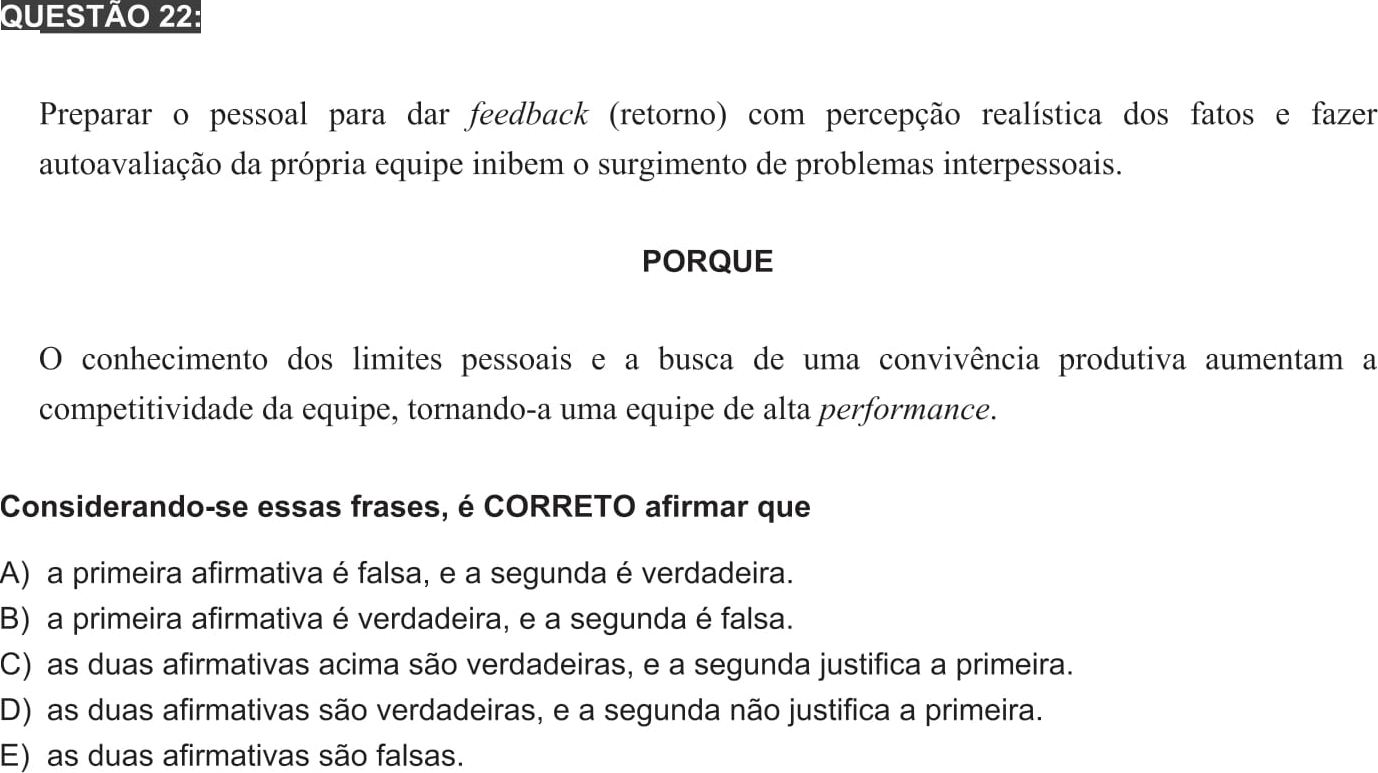 QUESTÃO 22:
Preparar o pessoal para dar feedback (retorno) com percepção realística dos fatos e fazer
autoavaliação da própria equipe inibem o surgimento de problemas interpessoais.
PORQUE
O conhecimento dos limites pessoais e a busca de uma convivência produtiva aumentam a
competitividade da equipe, tornando-a uma equipe de alta performance.
Considerando-se essas frases, é CORRETO afirmar que
A) a primeira afirmativa é falsa, e a segunda é verdadeira.
B) a primeira afirmativa é verdadeira, e a segunda é falsa.
C) as duas afirmativas acima são verdadeiras, e a segunda justifica a primeira.
D) as duas afirmativas são verdadeiras, e a segunda não justifica a primeira.
E) as duas afirmativas são falsas.